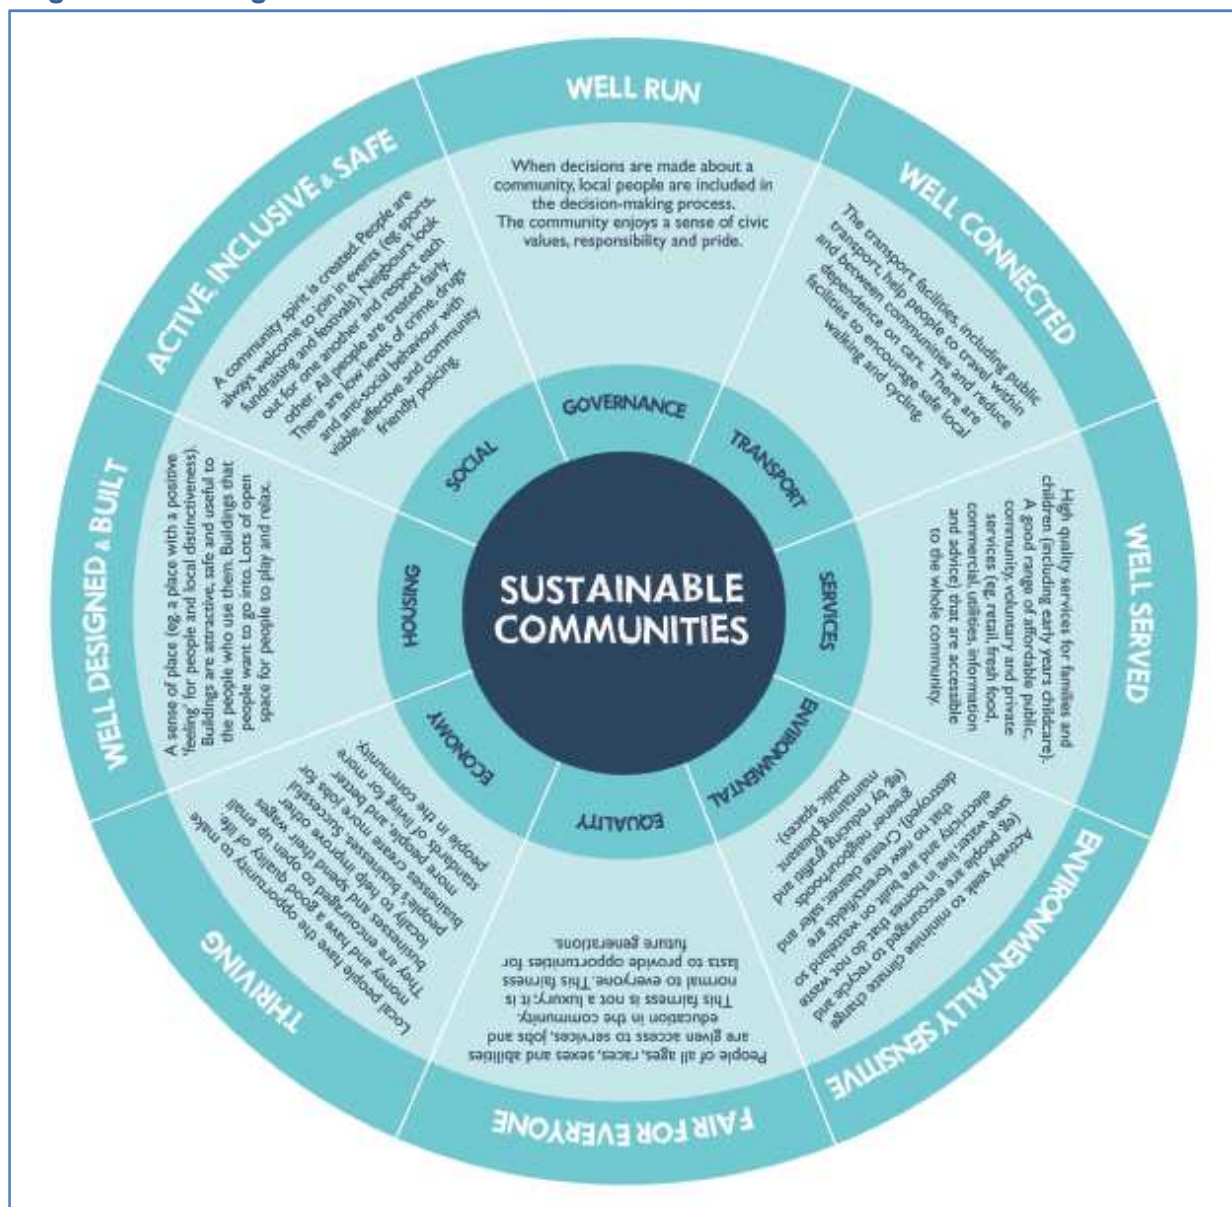 WELL RUN
When decisions are made about a
community, local people are included in
the decision-making process.
The community enjoys a sense of civic
values, responsibility and pride.
GOVERNANCE
WELL CONNECTED
The transport facilities, including public
transport, help people to travel within
and between communities and reduce
dependence on cars. There are
facilities to encourage safe local
walking and cycling.
TRANSPORT
WELL SERVED
High quality services for families and
children (including early years childcare).
A good range of affordable public,
community, voluntary and private
services (eg. retail, fresh food,
commercial, utilities, information
and advice) that are accessible
to the whole community.
SERVICES
ENVIRONMENTALLY SENSITIVE
Actively seek to minimise climate change
(eg. people are encouraged to recycle and
save water, live in homes that do not waste
electricity and are built on wasteland so
that no new forests/fields are
destroyed). Create cleaner safer and
greener neigbourhoods
(eg. by reducing graffiti and
maintaining pleasant
public spaces).
ENVIRONMENTAL
FAIR FOR EVERYONE
People of all ages, races, sexes and abilities
are given access to services, jobs and
education in the community.
This fairness is not a luxury; it is
normal to everyone. This fairness
lasts to provide opportunities for
future generations.
EQUALITY
THRIVING
Local people have the opportunity to make
money and have a good quality of life.
They are encouraged to open up small
businesses and spend their wages
locally to help improve other
people's businesses. Successful
businesses create more jobs for
more people, and better
standards of living for more
people in the community.
ECONOMY
WELL DESIGNED & BUILT
A sense of place (eg. a place with a positive
'feeling' for people and local distinctiveness).
Buildings are attractive, safe and useful to
the people who use them. Buildings that
people want to go into. Lots of open
space for people to play and relax.
HOUSING
ACTIVE, INCLUSIVE & SAFE
A community spirit is created. People are
always welcome to join in events (eg. sports,
fundraising and festivals). Neigbours look
out for one another and respect each
other. All people are treated fairly.
There are low levels of crime, drugs
and anti-social behaviour with
viable, effective and community
friendly policing.
SOCIAL
SUSTAINABLE
COMMUNITIES